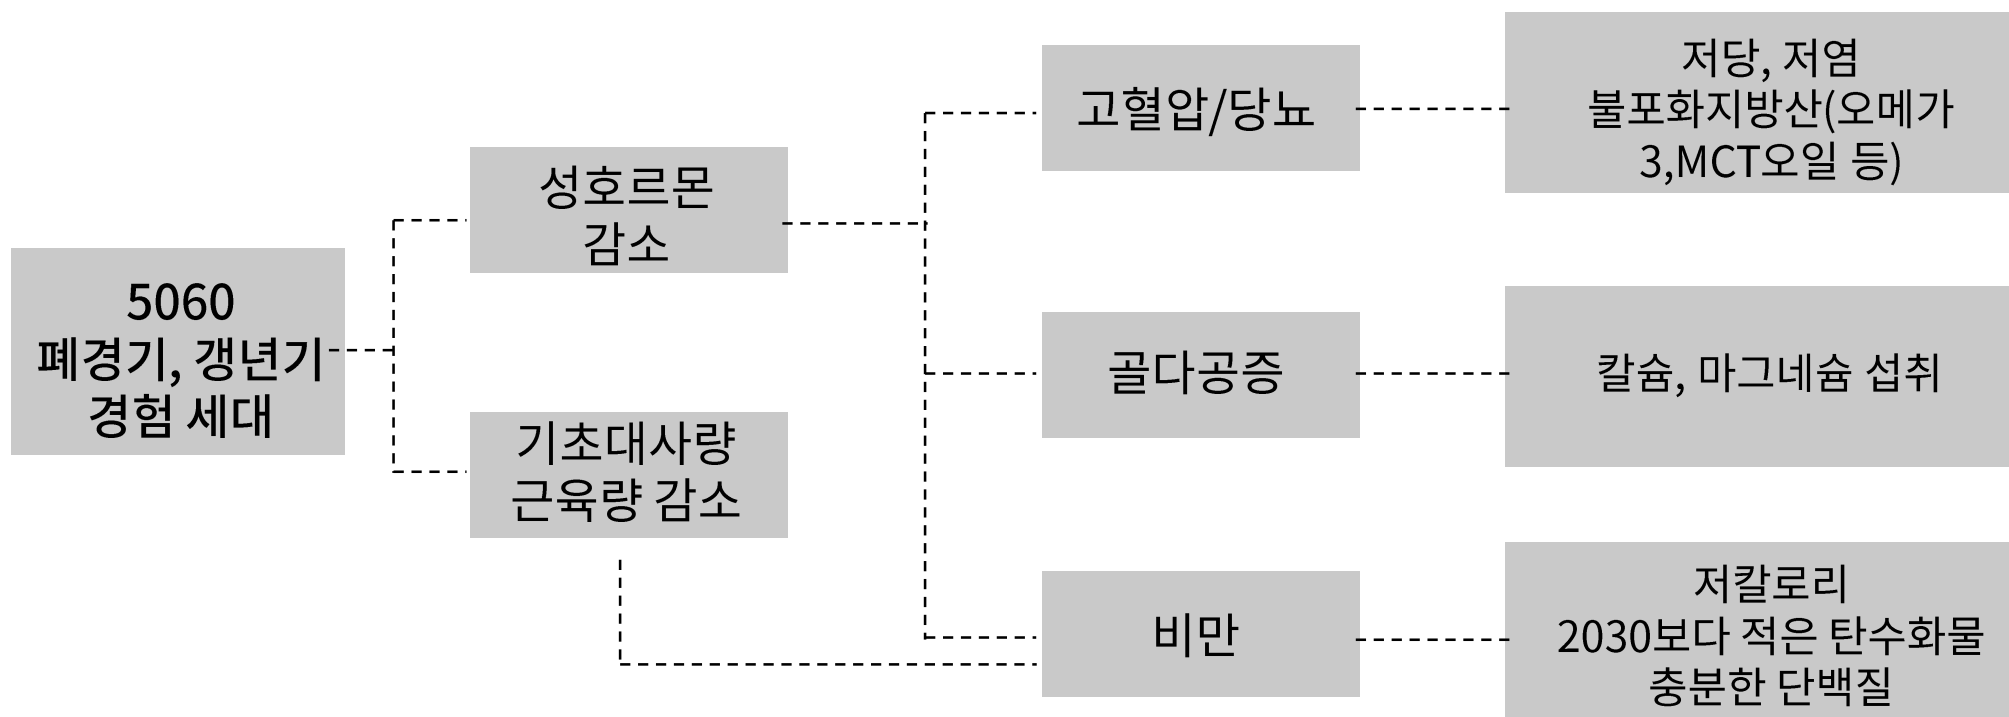 5060
폐경기, 갱년기
경험 세대
성호르몬
감소
기초대사량
근육량 감소
고혈압/당뇨
골다공증
비만
저당, 저염
불포화지방산(오메가
3,MCT오일 등)
칼슘, 마그네슘 섭취
저칼로리
2030보다 적은 탄수화물
충분한 단백질